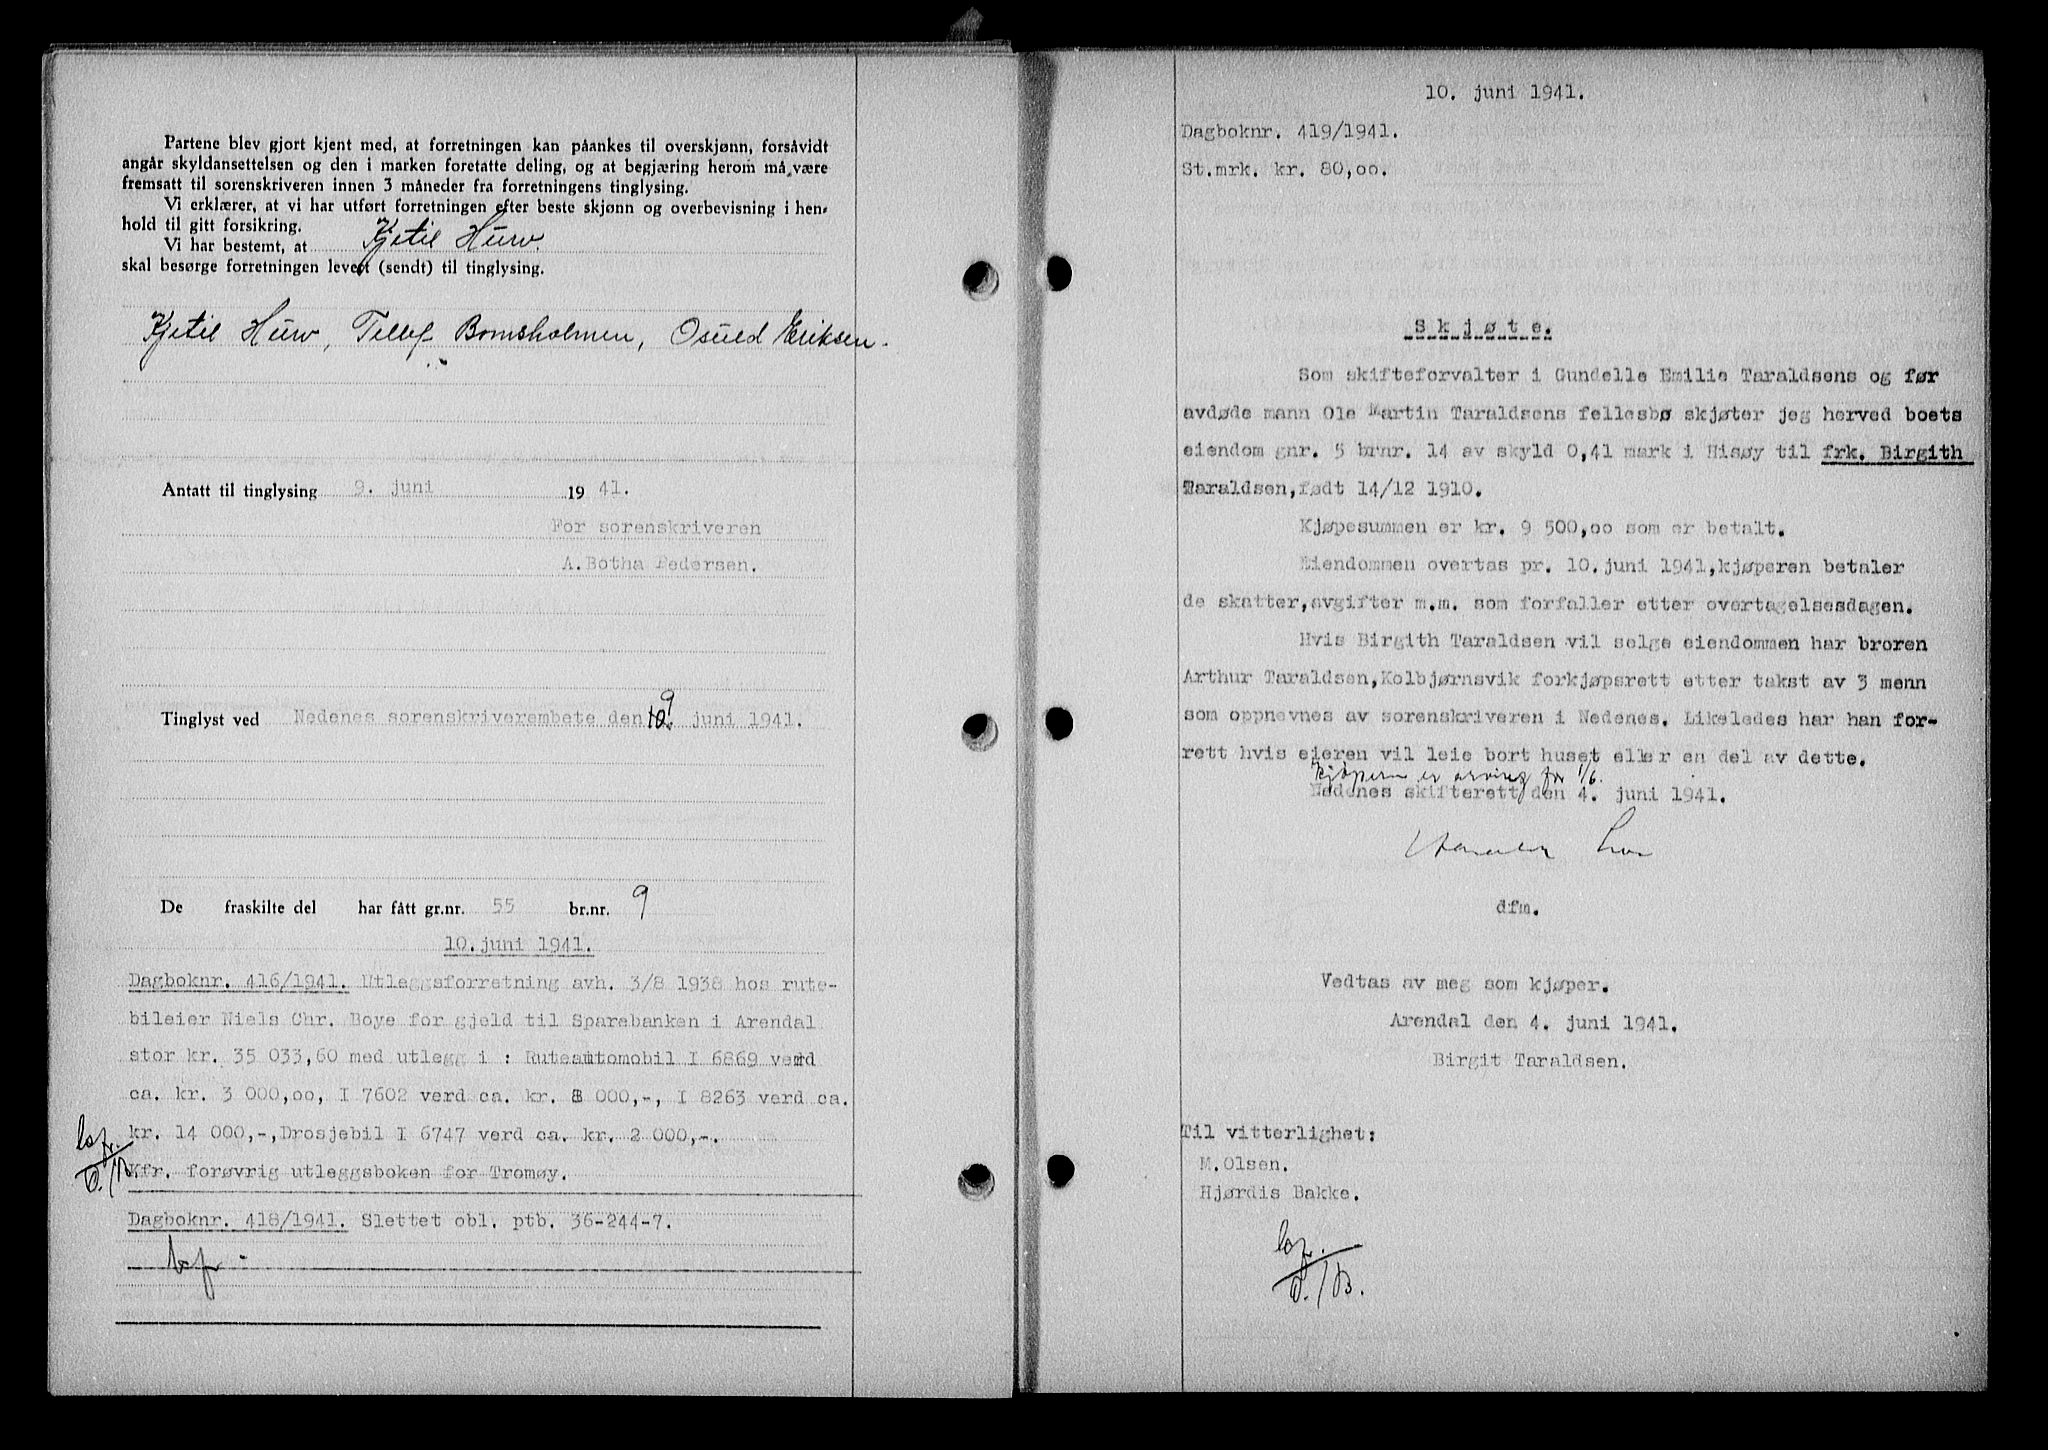 Partene blev gjort kjent med, at forretningen kan påankes til overskjønn, forsåvidt
angår skyldansettelsen og den i marken foretatte deling, og at begjæring herom må være
fremsatt til sorenskriveren innen 3 måneder fra forretningens tinglysing.
Vi erklærer, at vi har utført forretningen efter beste skjønn og overbevisning i hen-
hold til gitt forsikring.
Vi har bestemt, at Kjetil Hurv
skal besørge forretningen levert (sendt) til tinglysing.
Kjetil Hurv, Tellef Bomsholmen, Osuld Eriksen.
Antatt til tinglysing 9. juni 1941.
For sorenskriveren
A. Botha Pedersen.
Tinglyst ved Nedenes sorenskriverembete den 9 juni 1941.
De fraskilte del har fått gr.nr. 55 br.nr. 9
10. juni 1941.
Dagboknr. 416/1941. Utleggsforretning avh. 3/8 1938 hos rute-
bileier Niels Chr. Boye for gjeld til Sparebanken i Arendal
stor kr. 35 033,60 med utlegg i : Ruteautomobil I 6869 verd
ca. kr. 3 000,oo, I 7602 verd ca. kr. 8 000,-, I 8263 verd ca.
kr. 14 000,-,Drosjebil I 6747 verd ca. kr. 2 000,-.
Kfr. forøvrig utleggsboken for Tromøy.
Dagboknr. 418/1941. Slettet obl. ptb. 36-244-7.
10. juni 1941.
Dagboknr. 419/1941.
St.mrk. kr. 80,oo.
Skjøte.
Som skifteforvalter i Gundelle Emilie Taraldsens og før
avdøde mann Ole Martin Taraldsens fellesbø skjøter jeg herved boets
eiendom gnr. 5 brnr. 14 av skyld 0,41 mark i Hisøy til frk. Birgith
Taraldsen,født 14/12 1910.
Kjøpesummen er kr. 9 500,oo som er betalt.
Eiendommen overtas pr. 10.juni 1941,kjøperen betaler
de skatter,avgifter m.m. som forfaller etter overtagelsesdagen.
Hvis Birgith Taraldsen vil selge eiendommen har broren
Arthur Taraldsen,Kolbjørnsvik forkjøpsrett etter takst av 3 menn
som oppnevnes av sorenskriveren i Nedenes. Likeledes har han for-
rett hvis eieren vil leie bort huset eller en del av dette.
Kjøperen er arving for 1/6.
Nedenes skifterett den 4. juni 1941.
dfm.
Vedtas av meg som kjøper.
Arendal den 4. juni 1941.
Birgit Taraldsen.
Til vitterlighet:
M.Olsen.
Hjørdis Bakke.